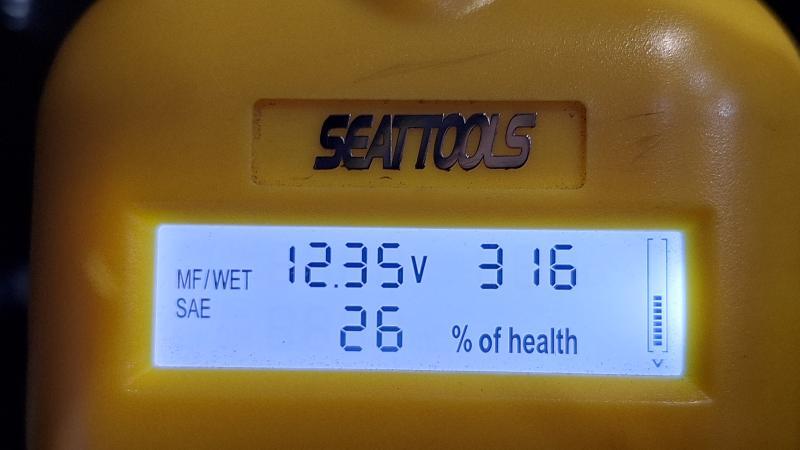 SEATTOOLS
MF/WET 12.35V 316
SAE 26 % of health